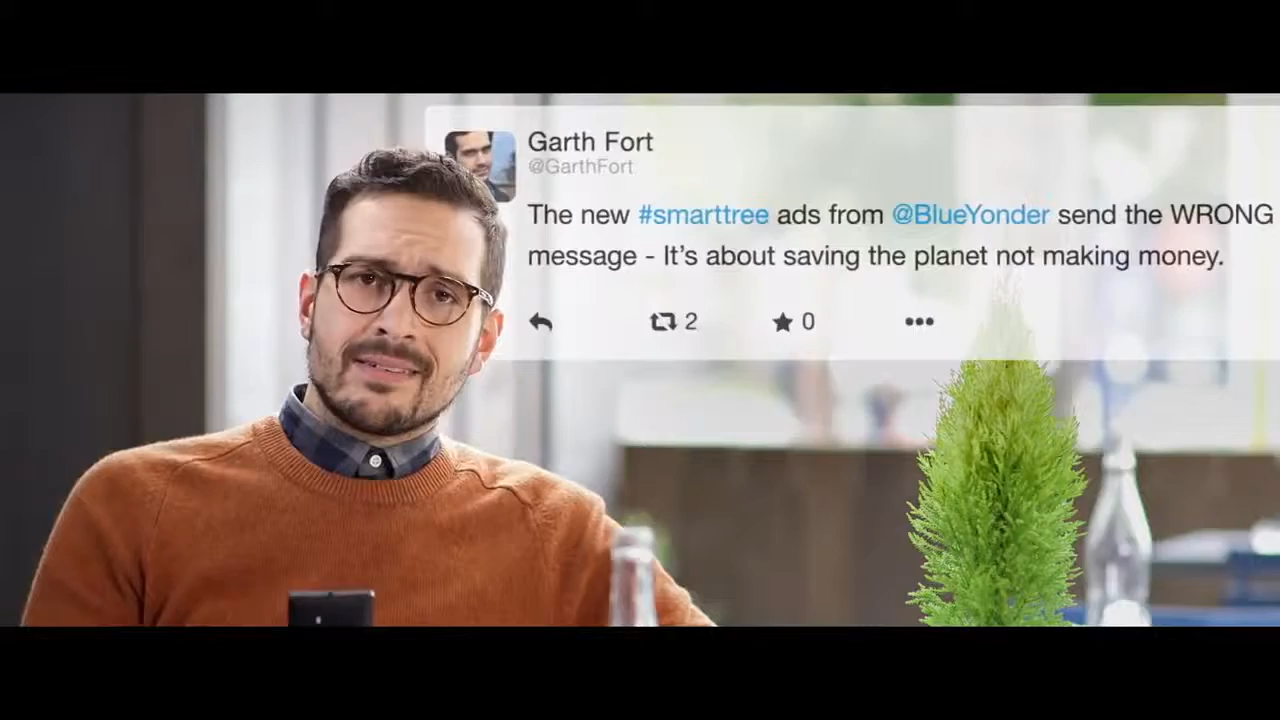 Garth Fort
@GarthFort
The new #smarttree ads from @BlueYonder send the WRONG
message - It’s about saving the planet not making money.
2
0